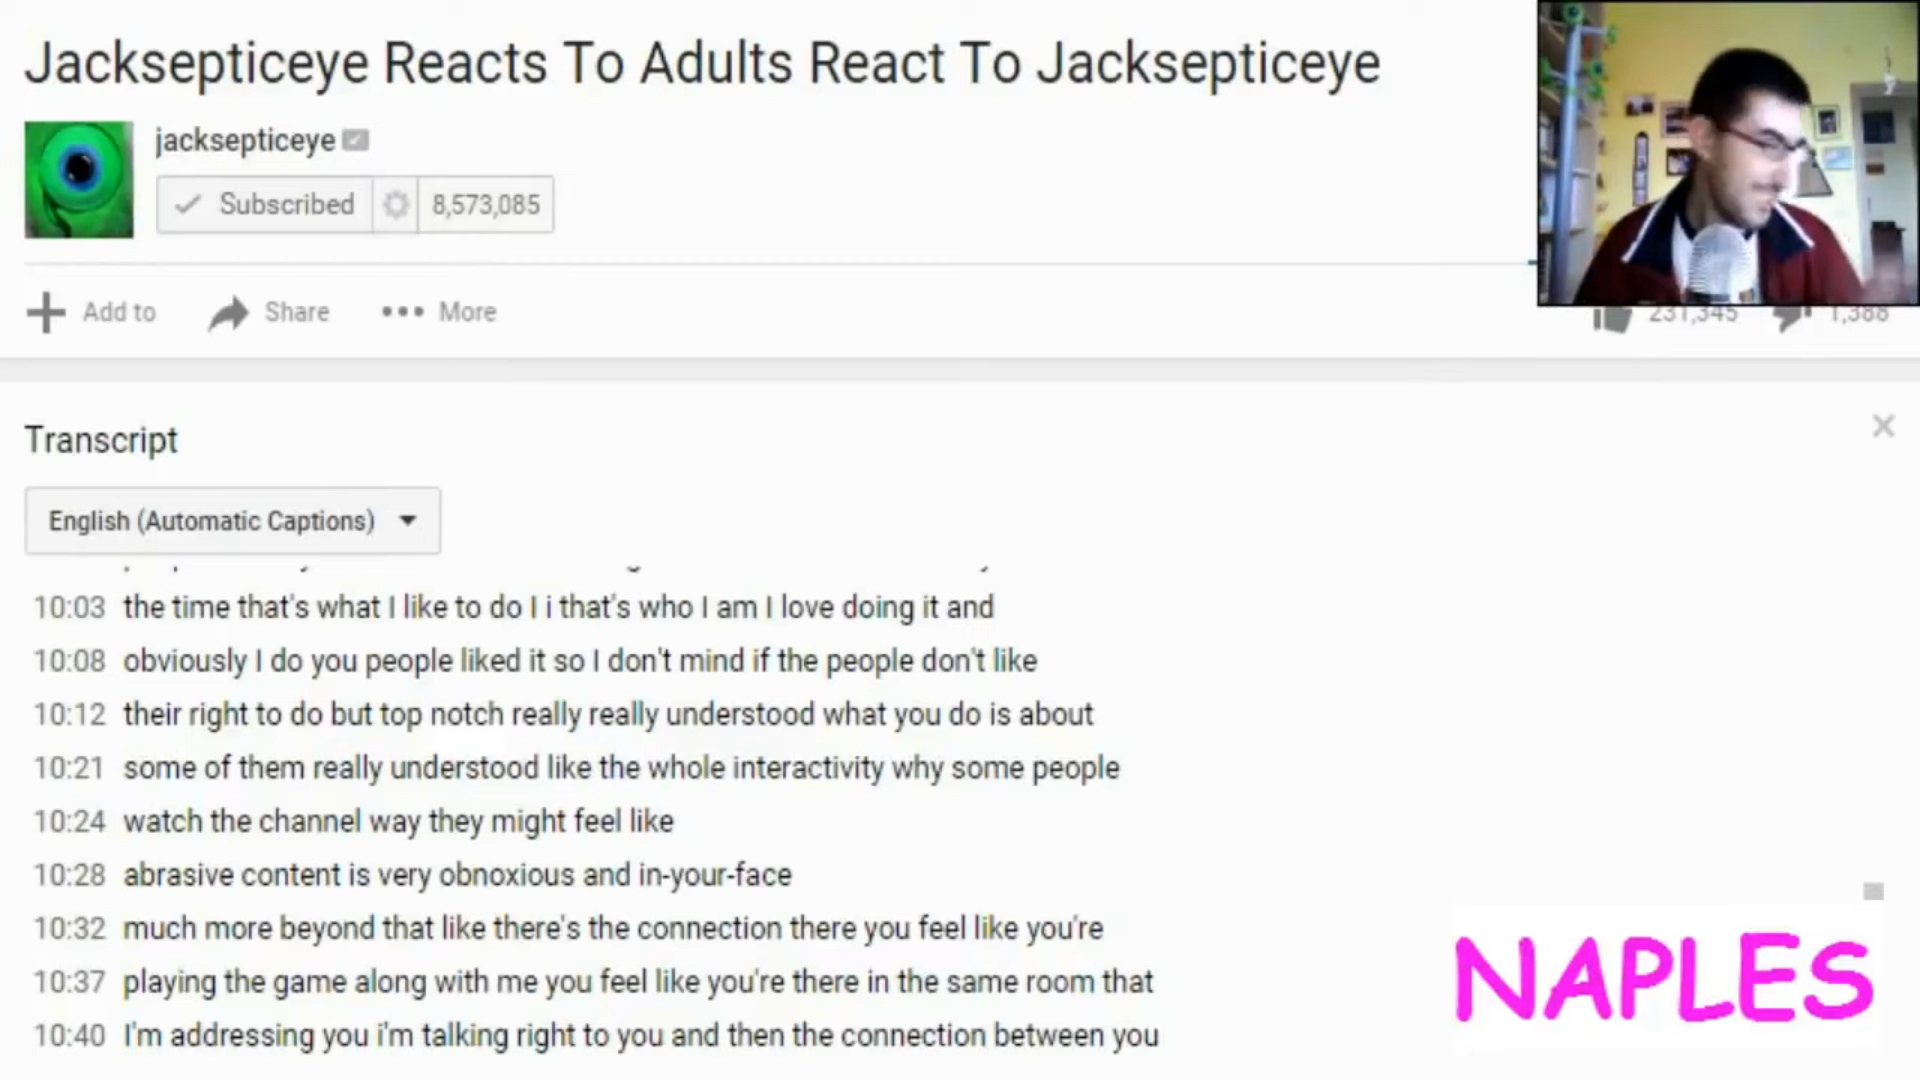 Jacksepticeye Reacts To Adults React To Jacksepticeye
jacksepticeye
Subscribed 8,573,085
Add to Share More 231,345 1,388
Transcript
English (Automatic Captions)
10:03 the time that's what I like to do I i that's who I am I love doing it and
10:08 obviously I do you people liked it so I don't mind if the people don't like
10:12 their right to do but top notch really really understood what you do is about
10:21 some of them really understood like the whole interactivity why some people
10:24 watch the channel way they might feel like
10:28 abrasive content is very obnoxious and in-your-face
10:32 much more beyond that like there's the connection there you feel like you're
10:37 playing the game along with me you feel like you're there in the same room that
10:40 I'm addressing you i'm talking right to you and then the connection between you
NAPLES